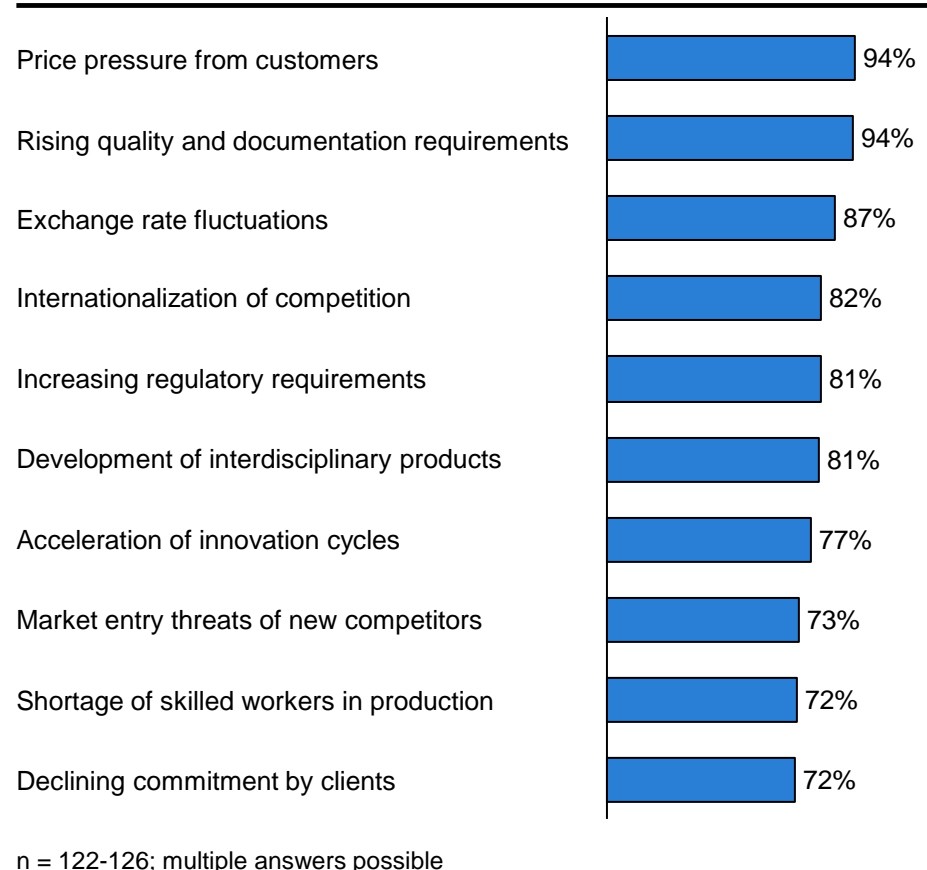 Price pressure from customers 94%
Rising quality and documentation requirements 94%
Exchange rate fluctuations 87%
Internationalization of competition 82%
Increasing regulatory requirements 81%
Development of interdisciplinary products 81%
Acceleration of innovation cycles 77%
Market entry threats of new competitors 73%
Shortage of skilled workers in production 72%
Declining commitment by clients 72%
n = 122-126; multiple answers possible